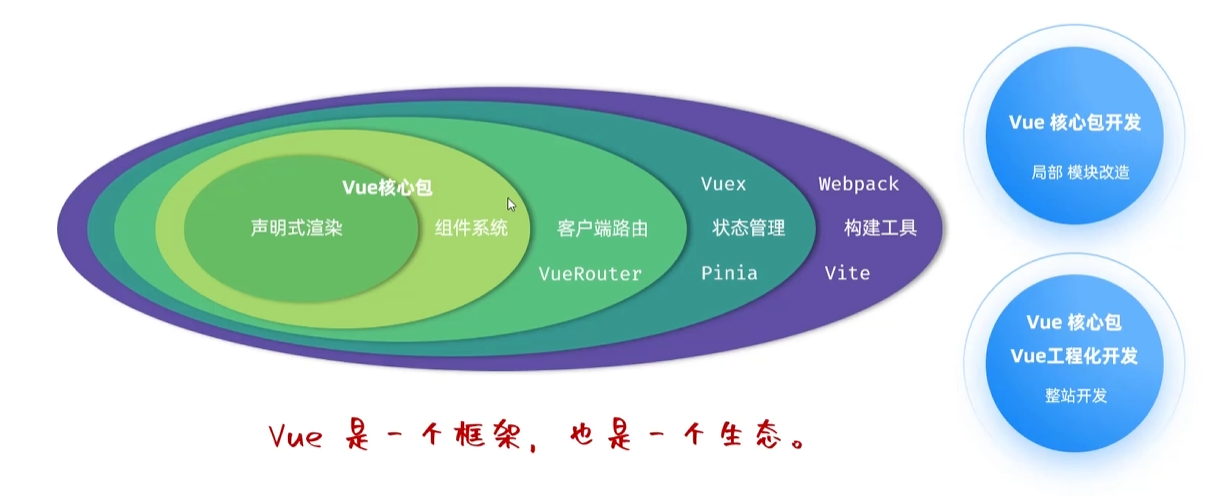 Vue核心包
声明式渲染
组件系统
客户端路由
VueRouter
Vuex
状态管理
Pinia
Webpack
构建工具
Vite
Vue 核心包开发
局部 模块改造
Vue 核心包
Vue工程化开发
整站开发
Vue 是一个框架，也是一个生态。